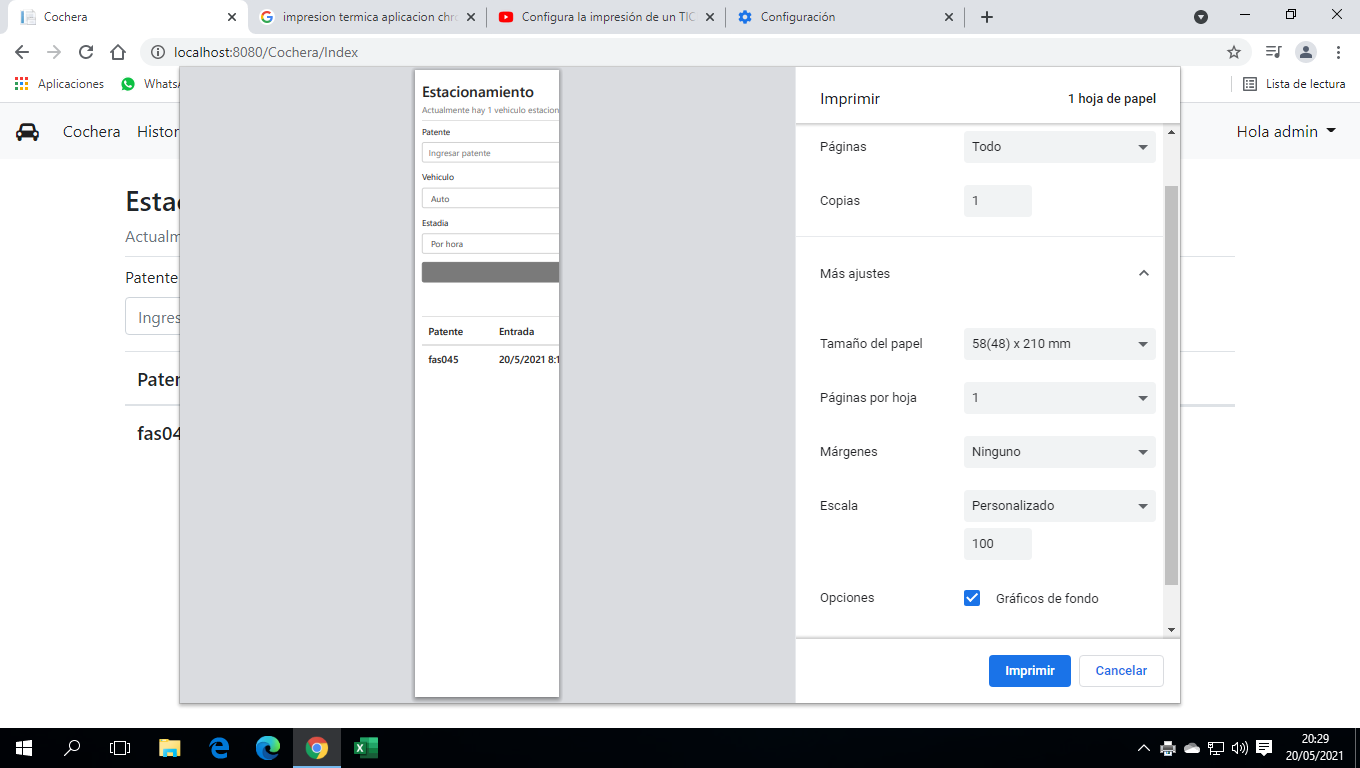 Cochera
impresion termica aplicacion chr
Configura la impresión de un TIC
Configuración
localhost:8080/Cochera/Index
Aplicaciones
WhatsA
Lista de lectura
Cochera
Histor
Hola admin
Esta
Actualm
Patente
Ingres
Paten
fas04
Estacionamiento
Actualmente hay 1 vehiculo estacion
Patente
Ingresar patente
Vehiculo
Auto
Estadia
Por hora
Patente Entrada
fas045 20/5/2021 8:1
Imprimir 1 hoja de papel
Páginas Todo
Copias 1
Más ajustes
Tamaño del papel 58(48) x 210 mm
Páginas por hoja 1
Márgenes Ninguno
Escala Personalizado
100
Opciones Gráficos de fondo
Imprimir Cancelar
20:29
20/05/2021